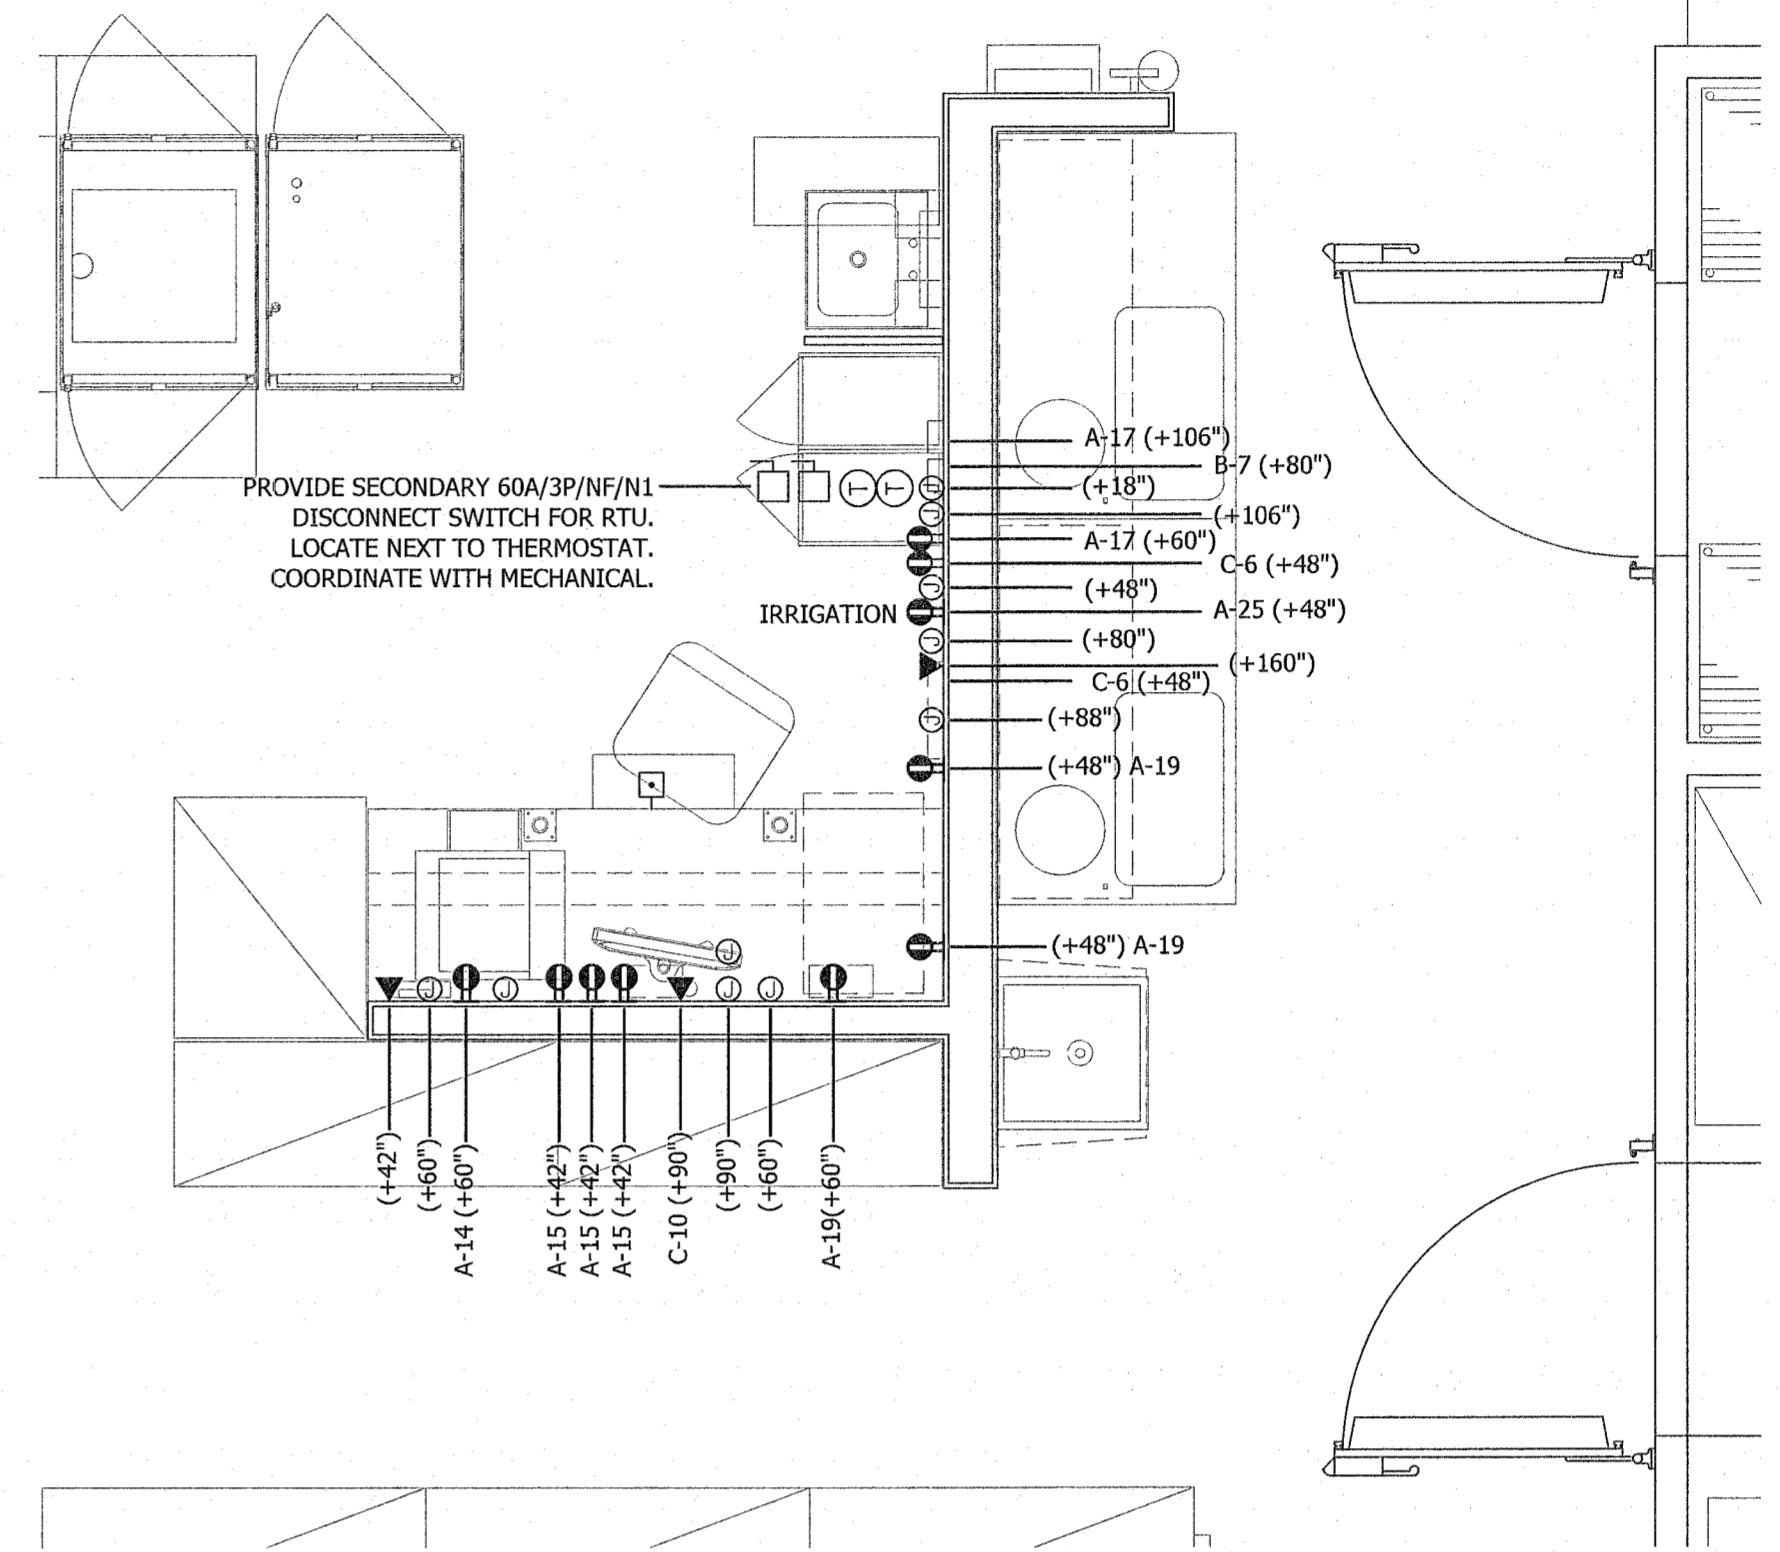 A-17 (+106")
B-7 (+80")
PROVIDE SECONDARY 60A/3P/NF/N1
DISCONNECT SWITCH FOR RTU.
LOCATE NEXT TO THERMOSTAT.
COORDINATE WITH MECHANICAL.
T
T
J
(+18")
J
(+106")
A-17 (+60")
C-6 (+48")
J
(+48")
IRRIGATION
A-25 (+48")
J
(+80")
(+160")
C-6 (+48")
J
(+88")
(+48") A-19
(+48") A-19
J
J
J
J
J
(+42")
(+60")
A-14 (+60")
A-15 (+42")
A-15 (+42")
A-15 (+42")
C-10 (+90")
(+90")
(+60")
A-19(+60")